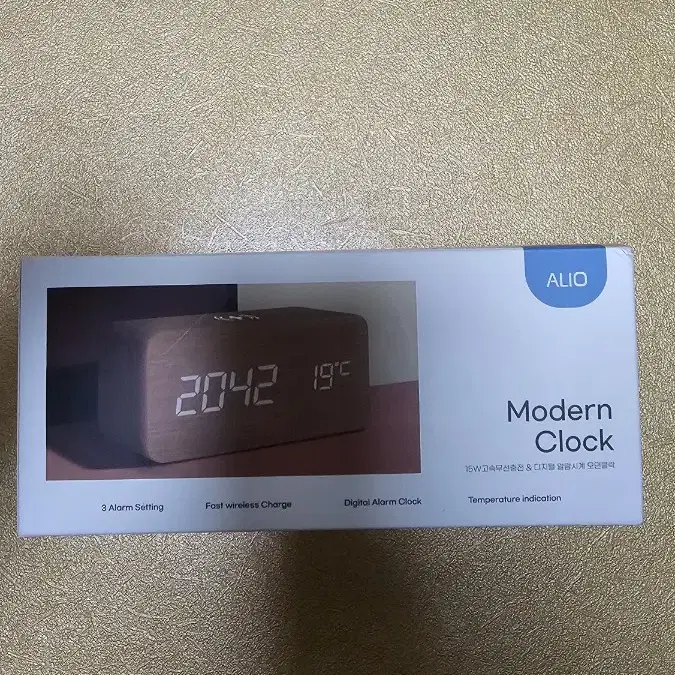 ALIO
2042 19°C
Modern
Clock
15W고속무선충전 & 디지털 알람시계 모던클락
3 Alarm Setting
Fast wireless Charge
Digital Alarm Clock
Temperature indication